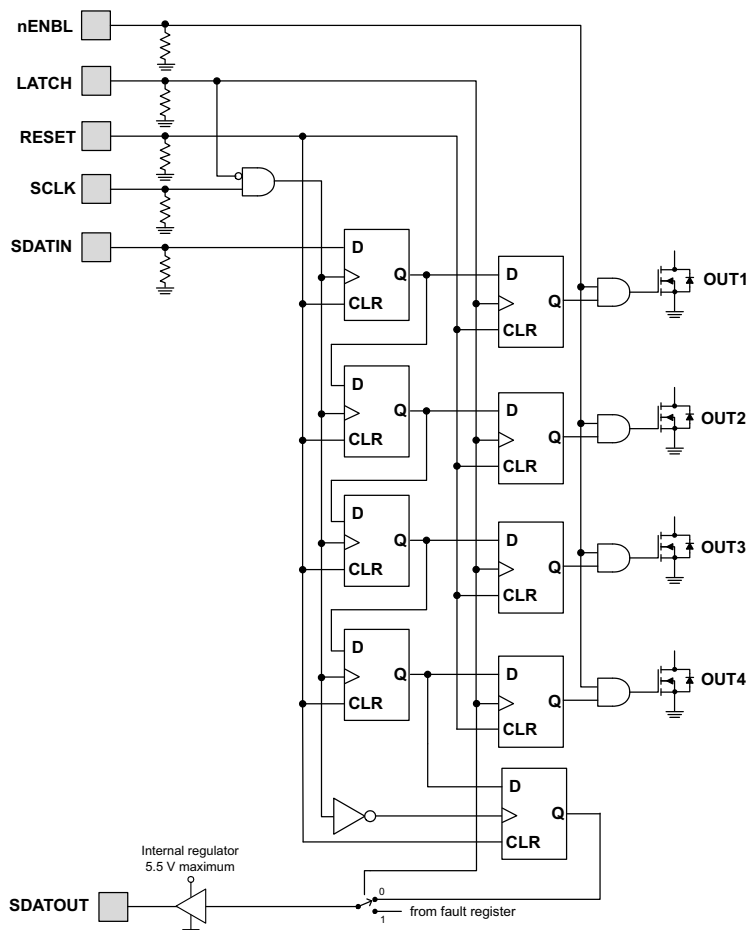 nENBL
LATCH
RESET
SCLK
SDATIN
D
Q
CLR
D
Q
CLR
OUT1
D
Q
CLR
D
Q
CLR
OUT2
D
Q
CLR
D
Q
CLR
OUT3
D
Q
CLR
D
Q
CLR
OUT4
D
Q
CLR
Internal regulator
5.5 V maximum
SDATOUT
0
1
from fault register